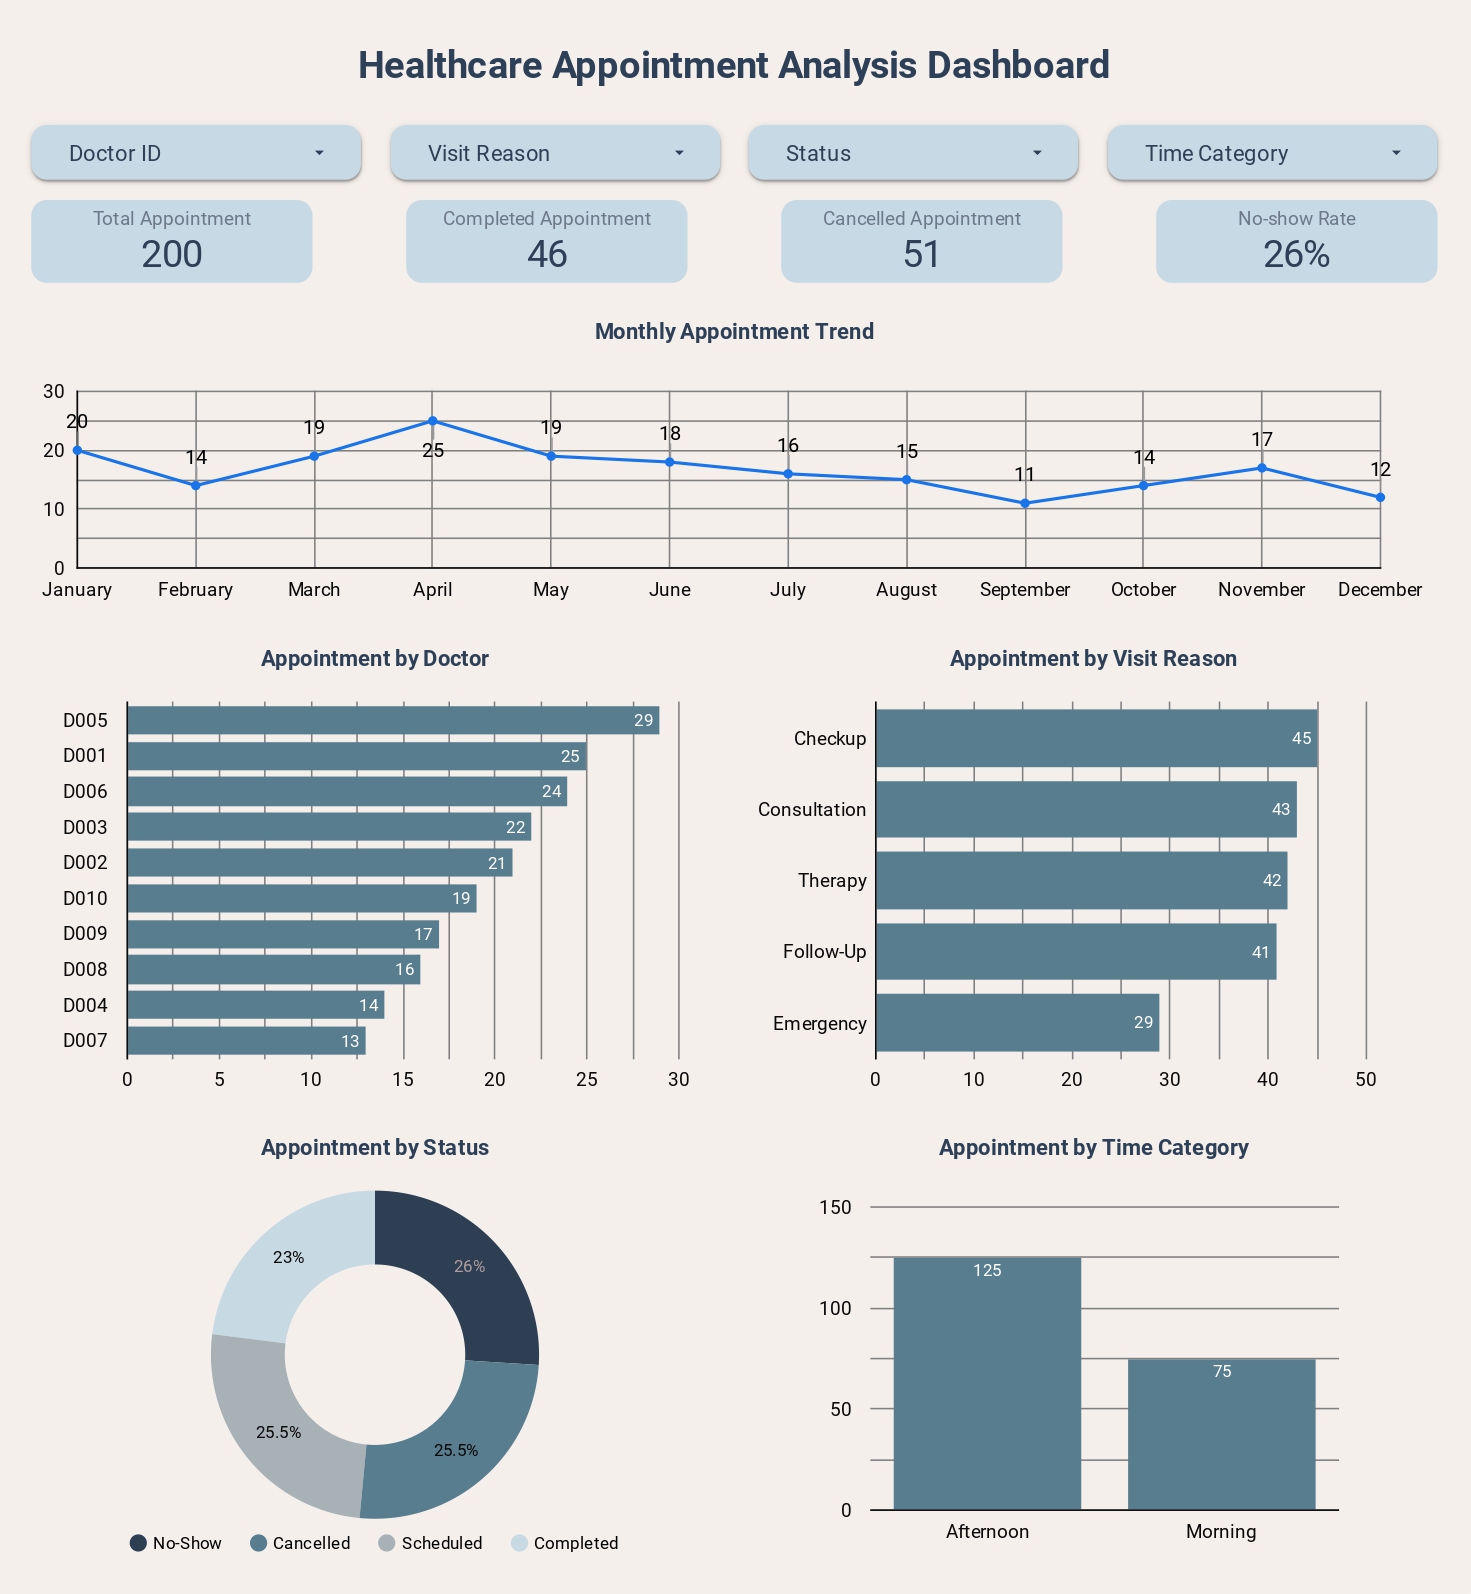 Healthcare Appointment Analysis Dashboard
Doctor ID
Visit Reason
Status
Time Category
Total Appointment
200
Completed Appointment
46
Cancelled Appointment
51
No-show Rate
26%
Monthly Appointment Trend
30
20
10
0
20
14
19
25
19
18
16
15
11
14
17
12
January February March April May June July August September October November December
Appointment by Doctor
D005 29
D001 25
D006 24
D003 22
D002 21
D010 19
D009 17
D008 16
D004 14
D007 13
0 5 10 15 20 25 30
Appointment by Visit Reason
Checkup 45
Consultation 43
Therapy 42
Follow-Up 41
Emergency 29
0 10 20 30 40 50
Appointment by Status
23%
26%
25.5%
25.5%
No-Show Cancelled Scheduled Completed
Appointment by Time Category
150
100
50
0
125
75
Afternoon Morning